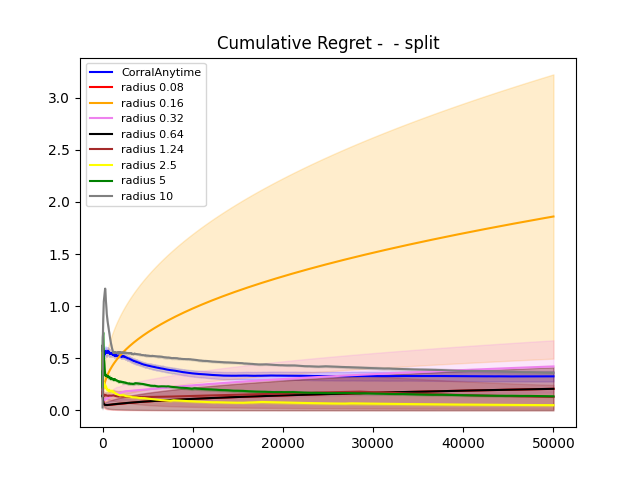 Cumulative Regret -  - split
CorralAnytime
radius 0.08
radius 0.16
radius 0.32
radius 0.64
radius 1.24
radius 2.5
radius 5
radius 10
3.0
2.5
2.0
1.5
1.0
0.5
0.0
0 10000 20000 30000 40000 50000